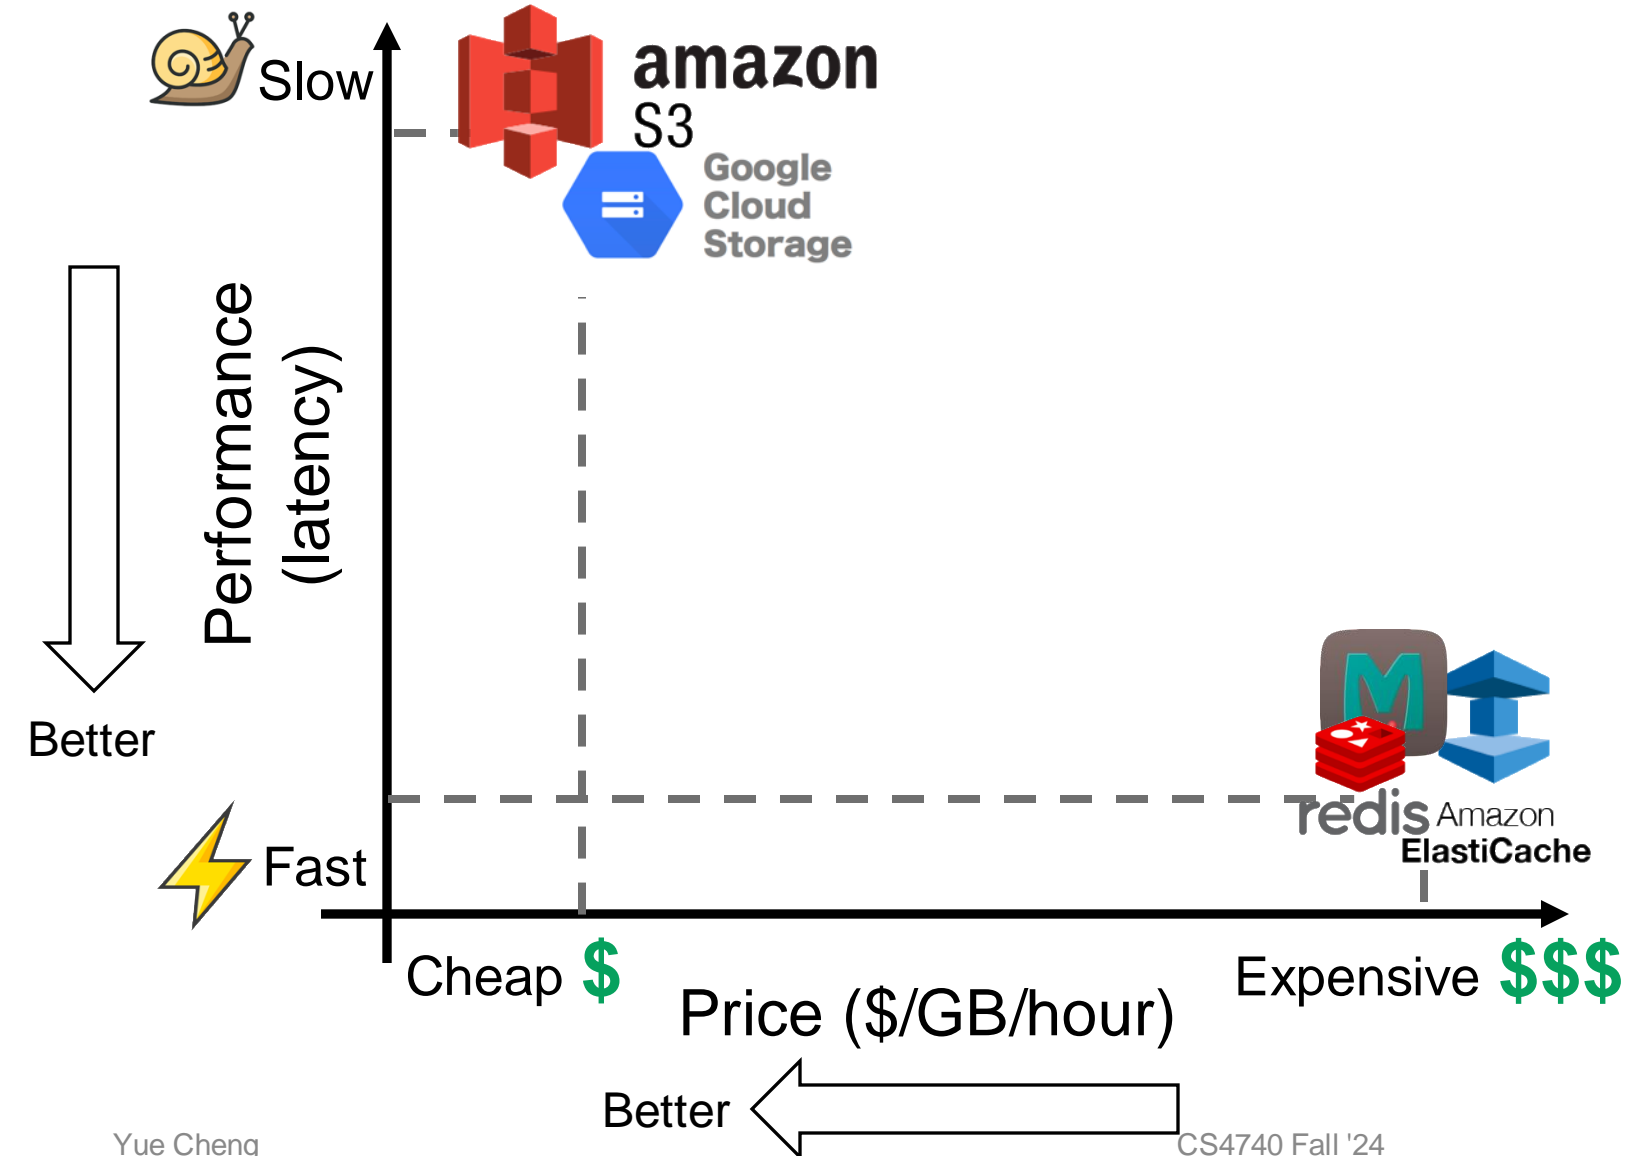 Slow
amazon
S3
Google
Cloud
Storage
Performance
(latency)
Better
M
redis
Amazon
ElastiCache
Fast
Cheap $
Expensive $$$
Price ($/GB/hour)
Better
Yue Cheng
CS4740 Fall '24